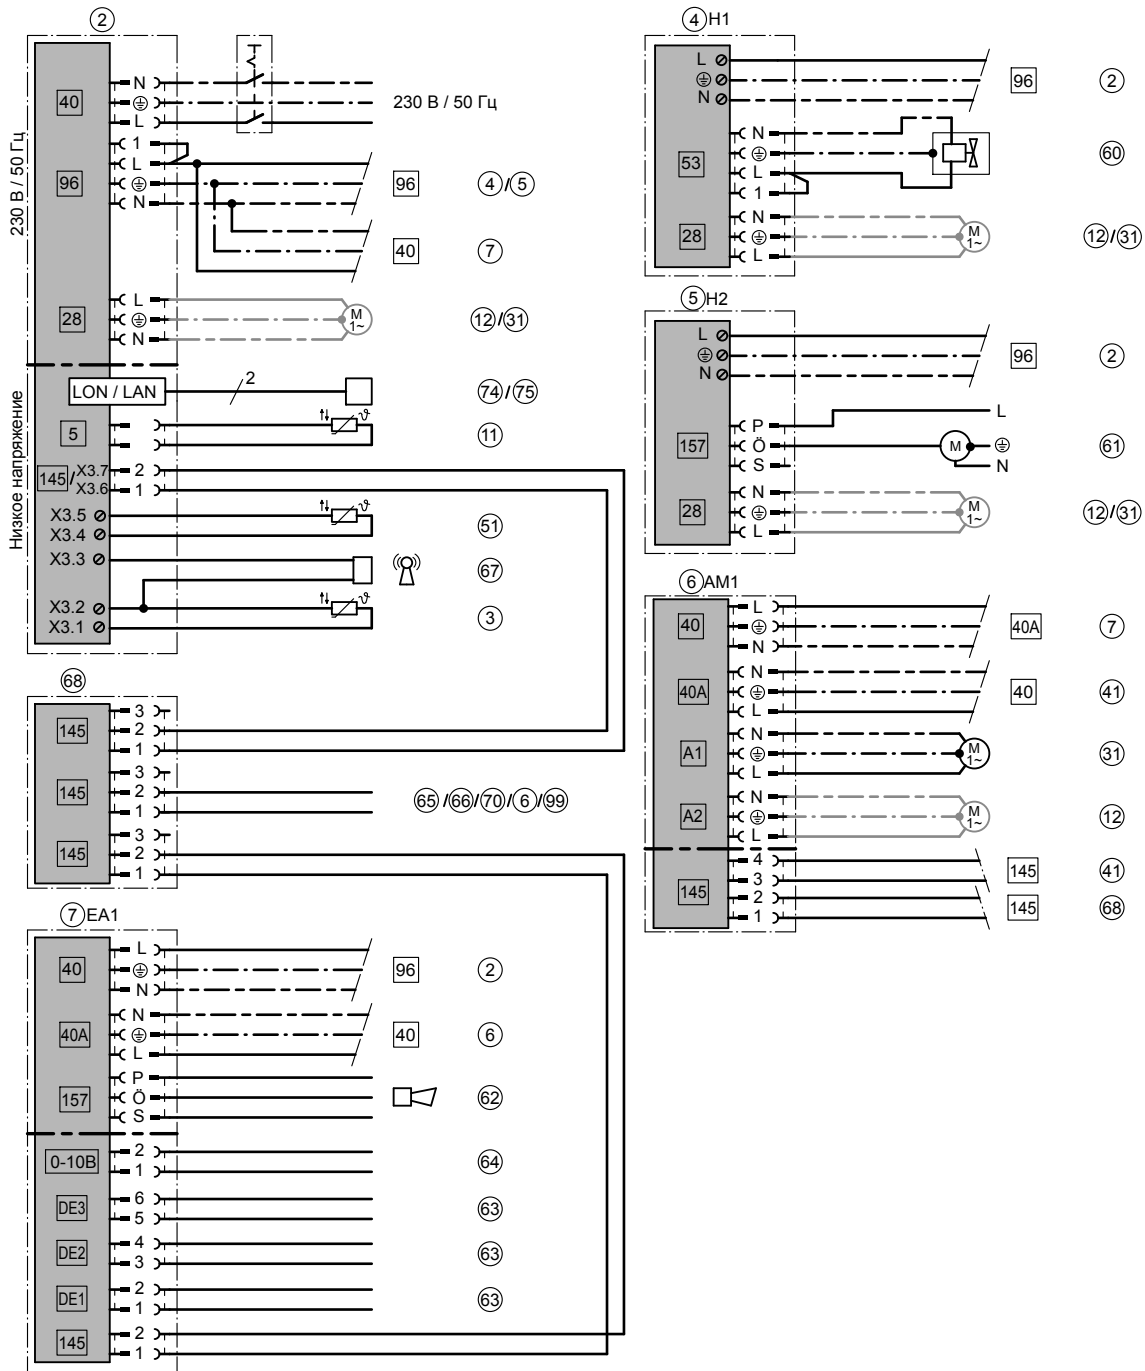 2
230 В / 50 Гц
40
N
L
230 В / 50 Гц
1
L
96
N
96
4/5
40
7
28
L
N
M
1~
12/31
Низкое напряжение
LON / LAN
2
74/75
5
11
145/X3.7
X3.6
2
1
X3.5
X3.4
51
X3.3
67
X3.2
X3.1
3
68
145
3
2
1
145
3
2
1
65/66/70/6/99
145
3
2
1
7 EA1
40
L
N
96
2
40A
N
L
40
6
157
P
Ö
S
62
0-10В
2
1
64
DE3
6
5
63
DE2
4
3
63
DE1
2
1
63
145
2
1
4 H1
L
N
96
2
53
N
L
1
60
28
N
L
M
1~
12/31
5 H2
L
N
96
2
157
P
Ö
S
M
L
N
61
28
N
L
M
1~
12/31
6 AM1
40
L
N
40A
7
40A
N
L
40
41
A1
N
L
M
1~
31
A2
N
L
M
1~
12
145
4
3
2
1
145
41
145
68